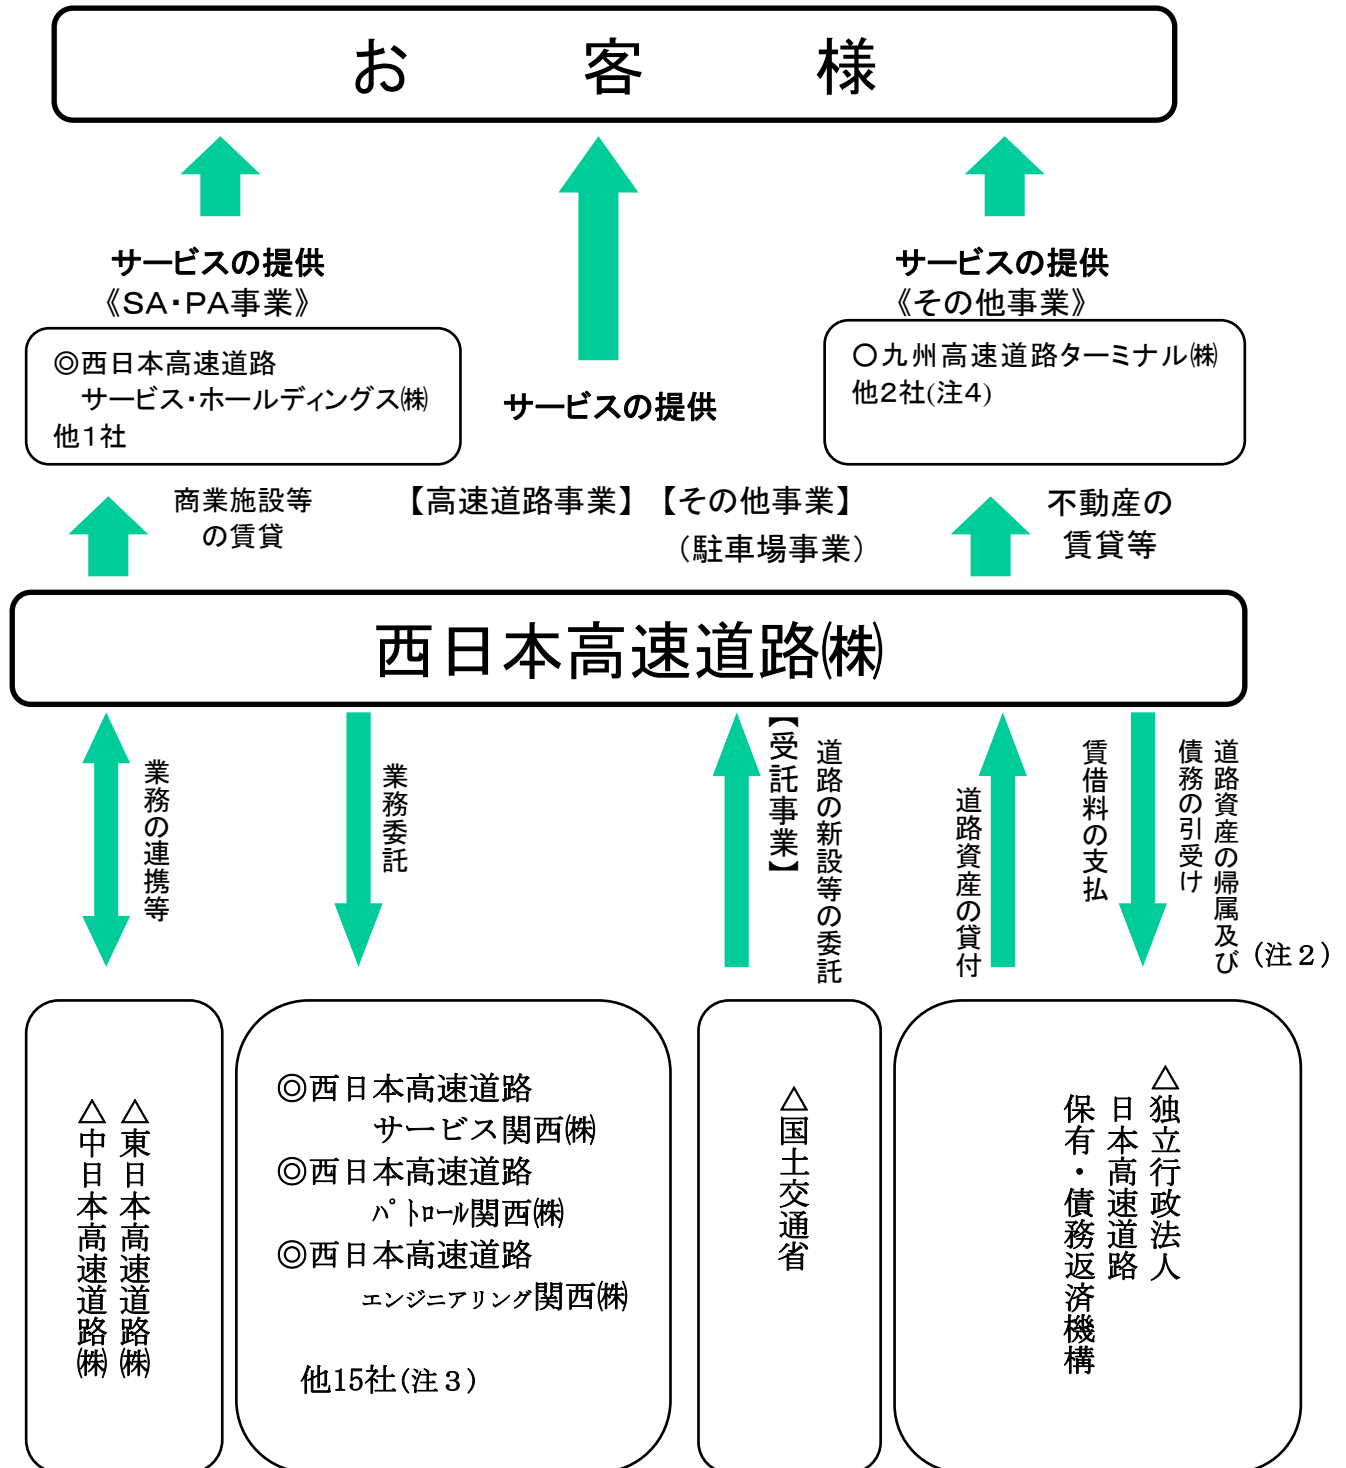 お客様
サービスの提供
《SA・PA事業》
◎西日本高速道路
サービス・ホールディングス㈱
他1社
サービスの提供
サービスの提供
《その他事業》
〇九州高速道路ターミナル㈱
他2社(注4)
商業施設等
の賃貸
【高速道路事業】【その他事業】
（駐車場事業）
不動産の
賃貸等
西日本高速道路㈱
業務の連携等
業務委託
【受託事業】
道路の新設等の委託
道路資産の貸付
賃借料の支払
道路資産の帰属及び
債務の引受け
(注２)
△東日本高速道路㈱
△中日本高速道路㈱
◎西日本高速道路
サービス関西㈱
◎西日本高速道路
ﾊﾟﾄﾛｰﾙ関西㈱
◎西日本高速道路
エンジニアリング関西㈱
他15社(注３)
△国土交通省
△独立行政法人
日本高速道路
保有・債務返済機構